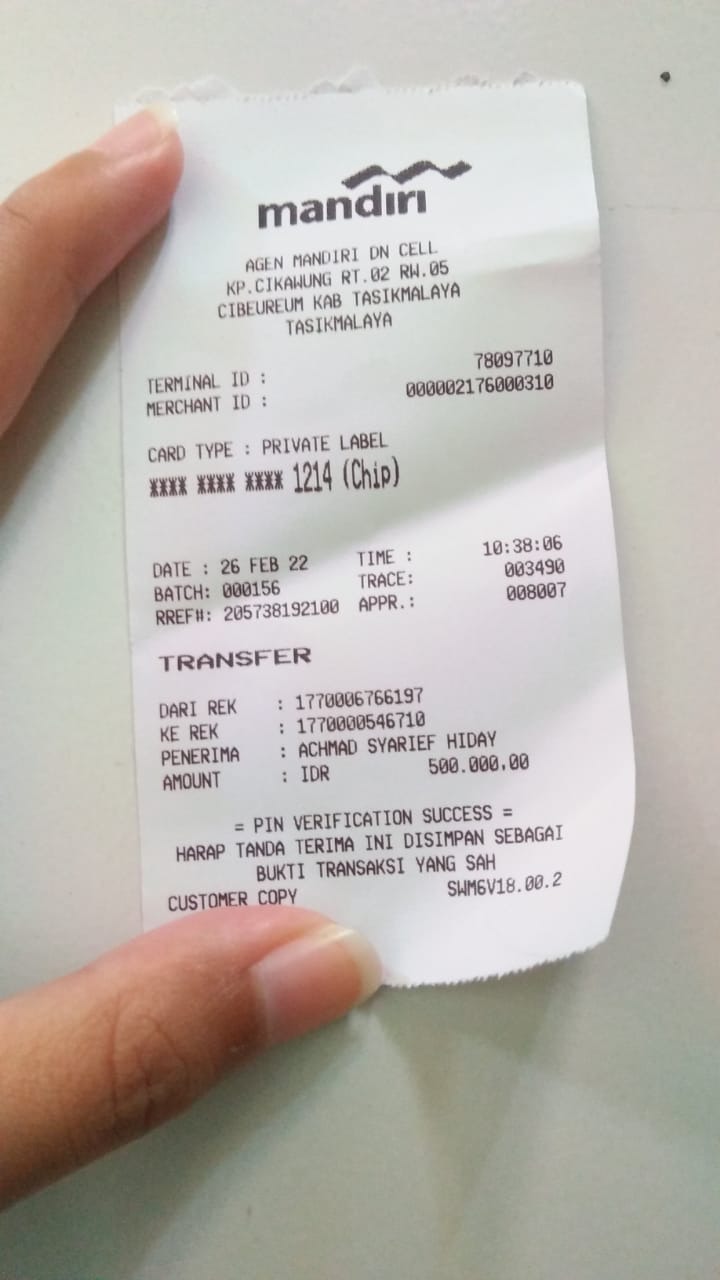 mandiri
AGEN MANDIRI DN CELL
KP.CIKAWUNG RT.02 RW.05
CIBEUREUM KAB TASIKMALAYA
TASIKMALAYA
TERMINAL ID : 78097710
MERCHANT ID : 000002176000310
CARD TYPE : PRIVATE LABEL
**** **** **** 1214 (Chip)
DATE : 26 FEB 22 TIME : 10:38:06
BATCH: 000156 TRACE: 003490
RREF#: 205738192100 APPR.: 008007
TRANSFER
DARI REK : 1770006766197
KE REK : 1770000546710
PENERIMA : ACHMAD SYARIEF HIDAY
AMOUNT : IDR 500.000,00
= PIN VERIFICATION SUCCESS =
HARAP TANDA TERIMA INI DISIMPAN SEBAGAI
BUKTI TRANSAKSI YANG SAH
CUSTOMER COPY SWM6V18.00.2